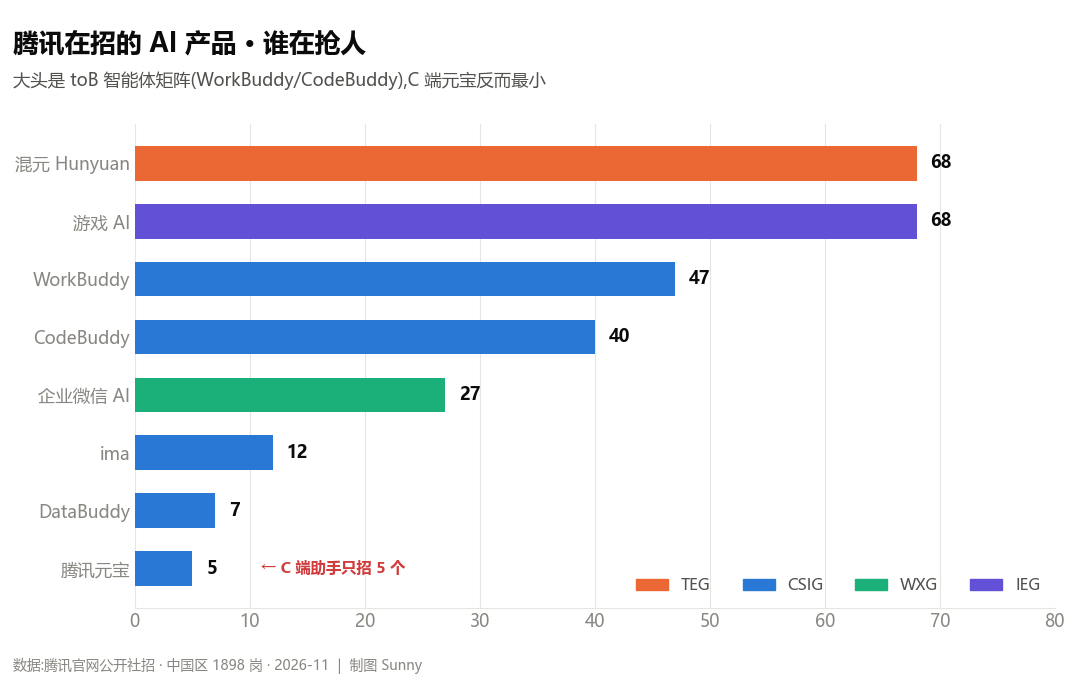 腾讯在招的 AI 产品 · 谁在抢人
大头是 toB 智能体矩阵(WorkBuddy/CodeBuddy),C 端元宝反而最小
混元 Hunyuan 68
游戏 AI 68
WorkBuddy 47
CodeBuddy 40
企业微信 AI 27
ima 12
DataBuddy 7
腾讯元宝 5 ← C 端助手只招 5 个
TEG CSIG WXG IEG
0 10 20 30 40 50 60 70 80
数据:腾讯官网公开社招 · 中国区 1898 岗 · 2026-11 | 制图 Sunny